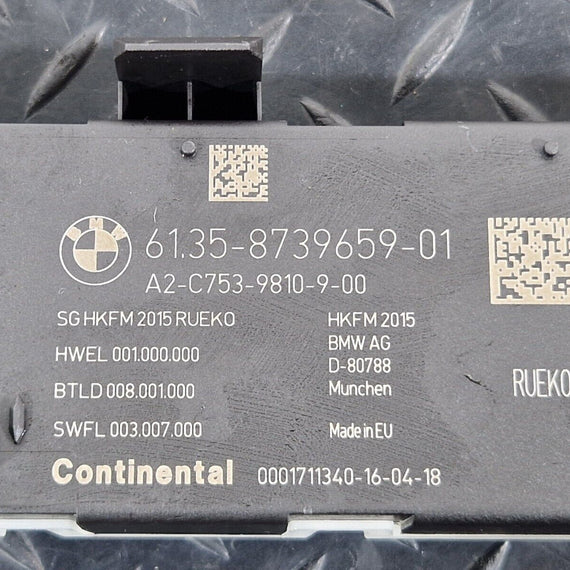 BMW
61.35-8739659-01
A2-C753-9810-9-00
SG HKFM 2015 RUEKO
HWEL 001.000.000
BTLD 008.001.000
SWFL 003.007.000
HKFM 2015
BMW AG
D-80788
Munchen
Made in EU
RUEKO
Continental 0001711340-16-04-18